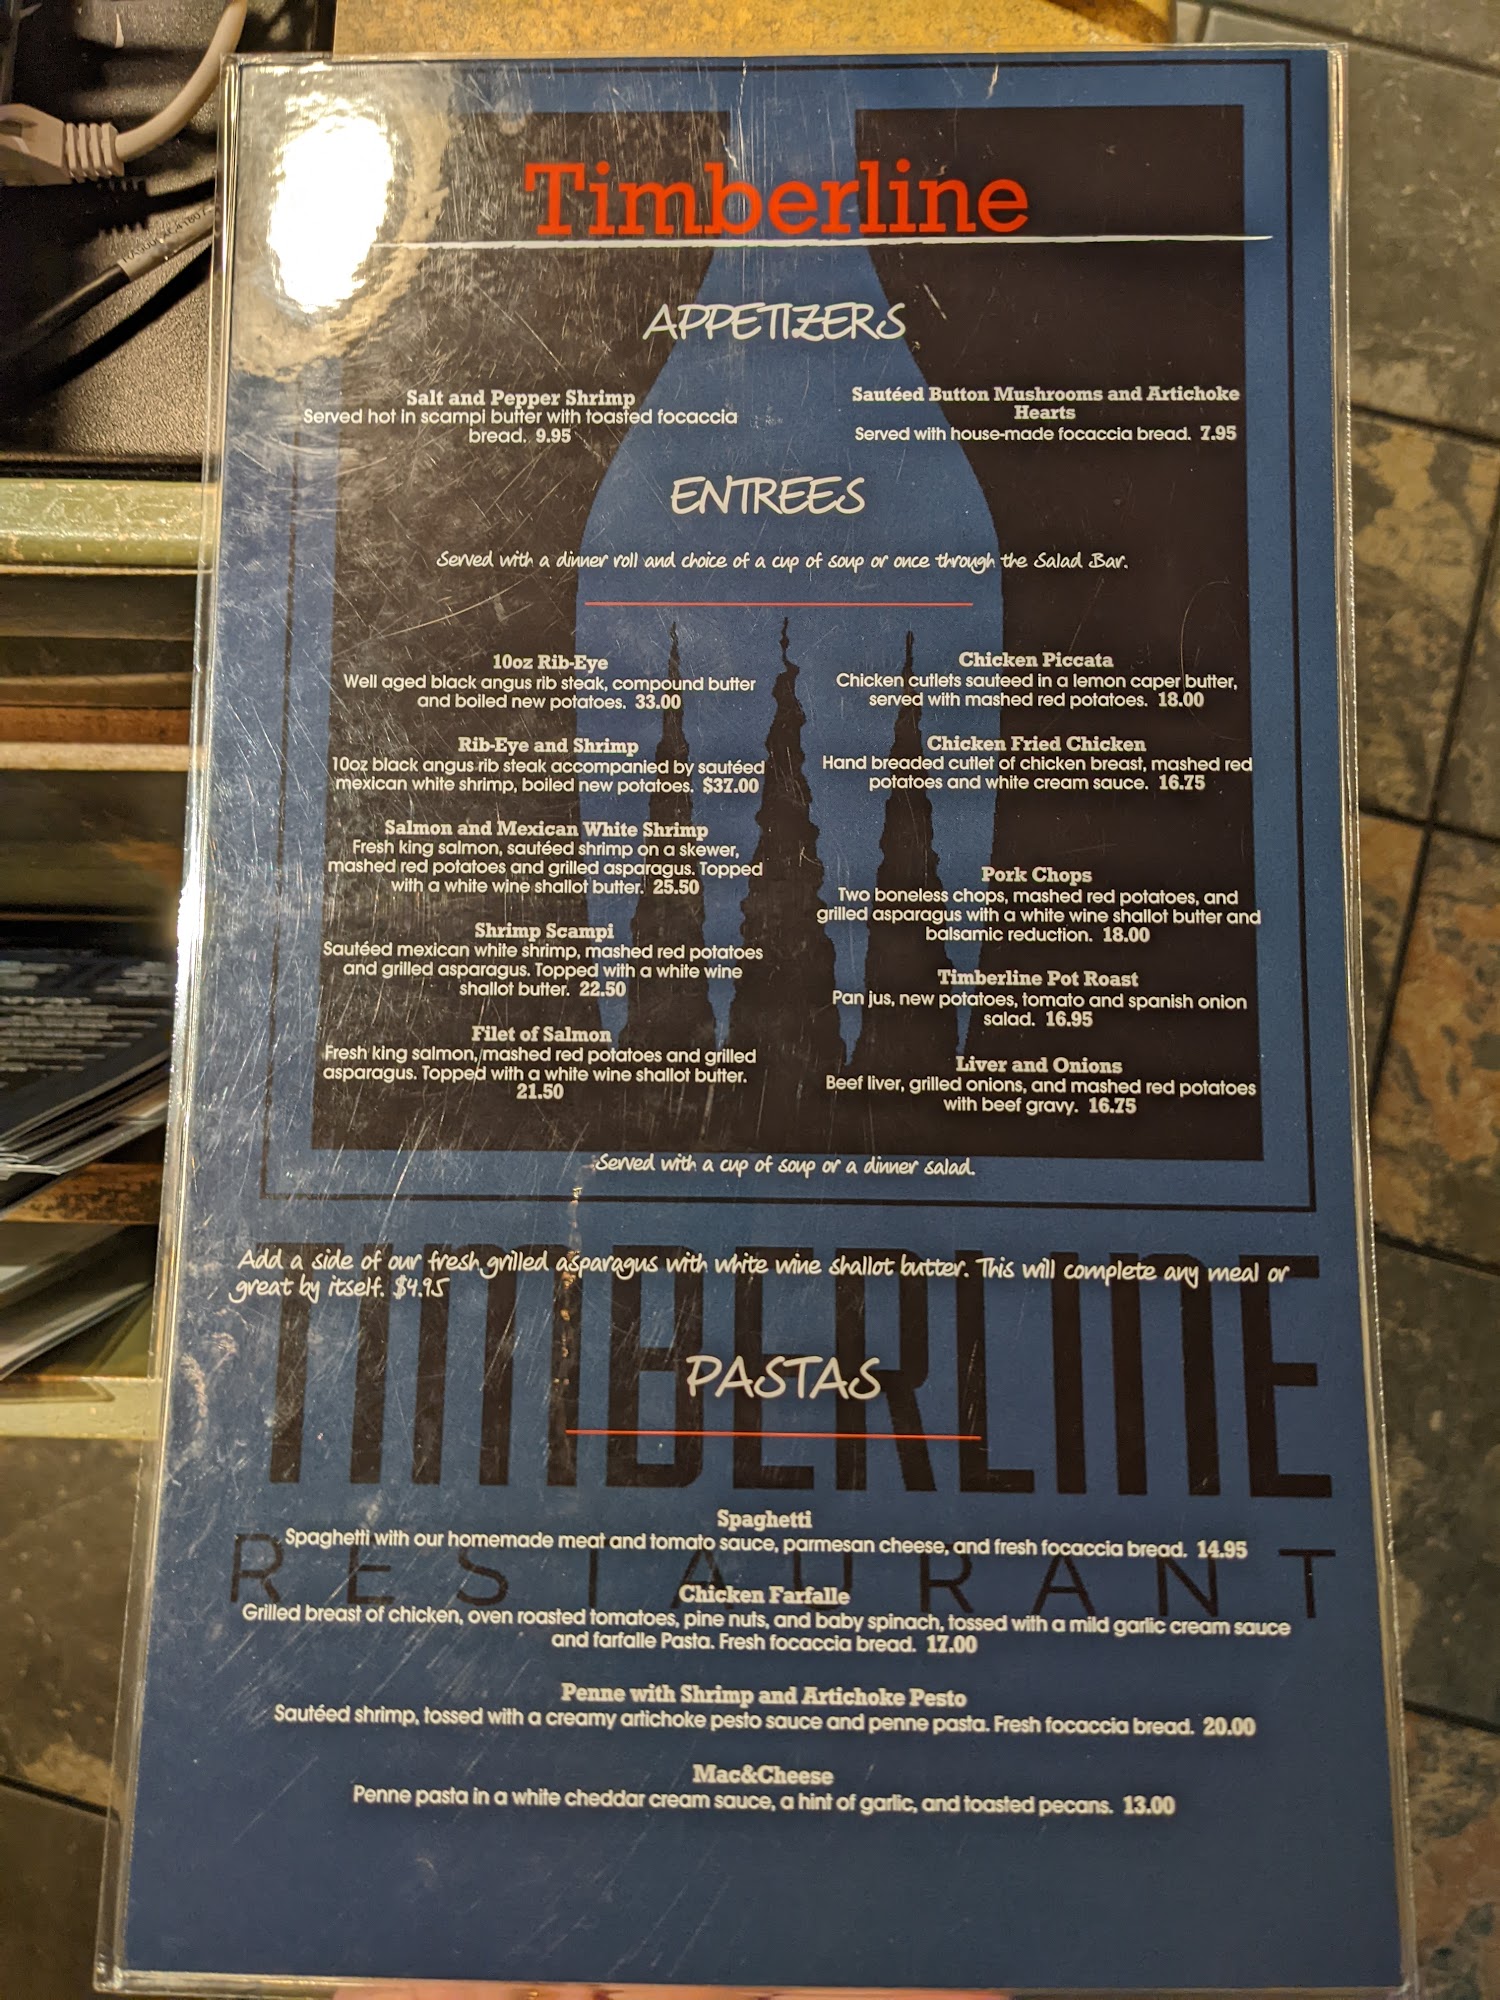 Timberline
APPETIZERS
Salt and Pepper Shrimp
Served hot in scampi butter with toasted focaccia
bread. 9.95
Sautéed Button Mushrooms and Artichoke
Hearts
Served with house-made focaccia bread. 7.95
ENTREES
Served with a dinner roll and choice of a cup of soup or once through the Salad Bar.
10oz Rib-Eye
Well aged black angus rib steak, compound butter
and boiled new potatoes. 33.00
Rib-Eye and Shrimp
10oz black angus rib steak accompanied by sautéed
mexican white shrimp, boiled new potatoes. $37.00
Salmon and Mexican White Shrimp
Fresh king salmon, sautéed shrimp on a skewer,
mashed red potatoes and grilled asparagus. Topped
with a white wine shallot butter. 25.50
Shrimp Scampi
Sautéed mexican white shrimp, mashed red potatoes
and grilled asparagus. Topped with a white wine
shallot butter. 22.50
Filet of Salmon
Fresh king salmon, mashed red potatoes and grilled
asparagus. Topped with a white wine shallot butter.
21.50
Chicken Piccata
Chicken cutlets sauteed in a lemon caper butter,
served with mashed red potatoes. 18.00
Chicken Fried Chicken
Hand breaded cutlet of chicken breast, mashed red
potatoes and white cream sauce. 16.75
Pork Chops
Two boneless chops, mashed red potatoes, and
grilled asparagus with a white wine shallot butter and
balsamic reduction. 18.00
Timberline Pot Roast
Pan jus, new potatoes, tomato and spanish onion
salad. 16.95
Liver and Onions
Beef liver, grilled onions, and mashed red potatoes
with beef gravy. 16.75
Served with a cup of soup or a dinner salad.
Add a side of our fresh grilled asparagus with white wine shallot butter. This will complete any meal or
great by itself. $4.95
TIMBERLINE
PASTAS
Spaghetti
Spaghetti with our homemade meat and tomato sauce, parmesan cheese, and fresh focaccia bread. 14.95
RESTAURANT
Chicken Farfalle
Grilled breast of chicken, oven roasted tomatoes, pine nuts, and baby spinach, tossed with a mild garlic cream sauce
and farfalle Pasta. Fresh focaccia bread. 17.00
Penne with Shrimp and Artichoke Pesto
Sautéed shrimp, tossed with a creamy artichoke pesto sauce and penne pasta. Fresh focaccia bread. 20.00
Mac&Cheese
Penne pasta in a white cheddar cream sauce, a hint of garlic, and toasted pecans. 13.00